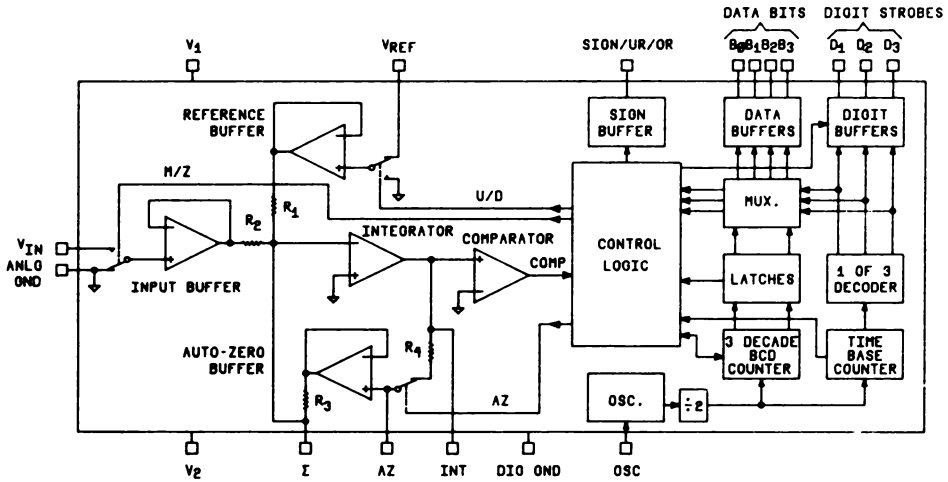 DATA BITS DIGIT STROBES
V1 VREF SIGN/UR/OR B0B1B2B3 D1 D2 D3
REFERENCE
BUFFER
SIGN
BUFFER
DATA
BUFFERS
DIGIT
BUFFERS
M/Z
R1
U/D
MUX.
R2
VIN
ANLG
GND
INPUT BUFFER
INTEGRATOR
COMPARATOR
COMP
CONTROL
LOGIC
LATCHES
1 OF 3
DECODER
AUTO-ZERO
BUFFER
R4
3 DECADE
BCD
COUNTER
TIME
BASE
COUNTER
R3
AZ
OSC.
÷2
V2 Σ AZ INT DIG GND OSC